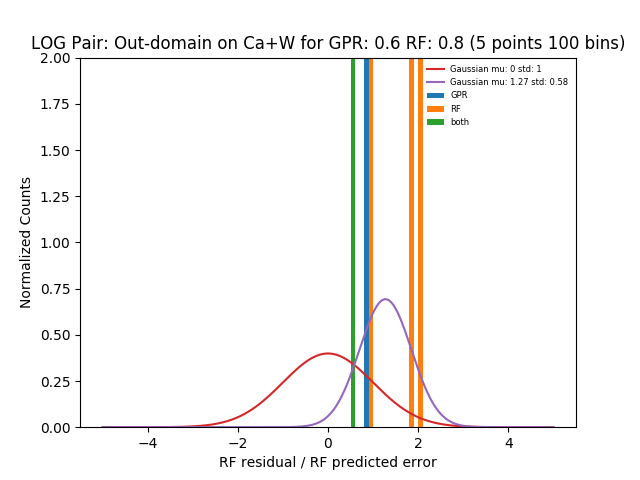 LOG Pair: Out-domain on Ca+W for GPR: 0.6 RF: 0.8 (5 points 100 bins)
2.00
1.75
1.50
1.25
1.00
0.75
0.50
0.25
0.00
Normalized Counts
Gaussian mu: 0 std: 1
Gaussian mu: 1.27 std: 0.58
GPR
RF
both
−4
−2
0
2
4
RF residual / RF predicted error